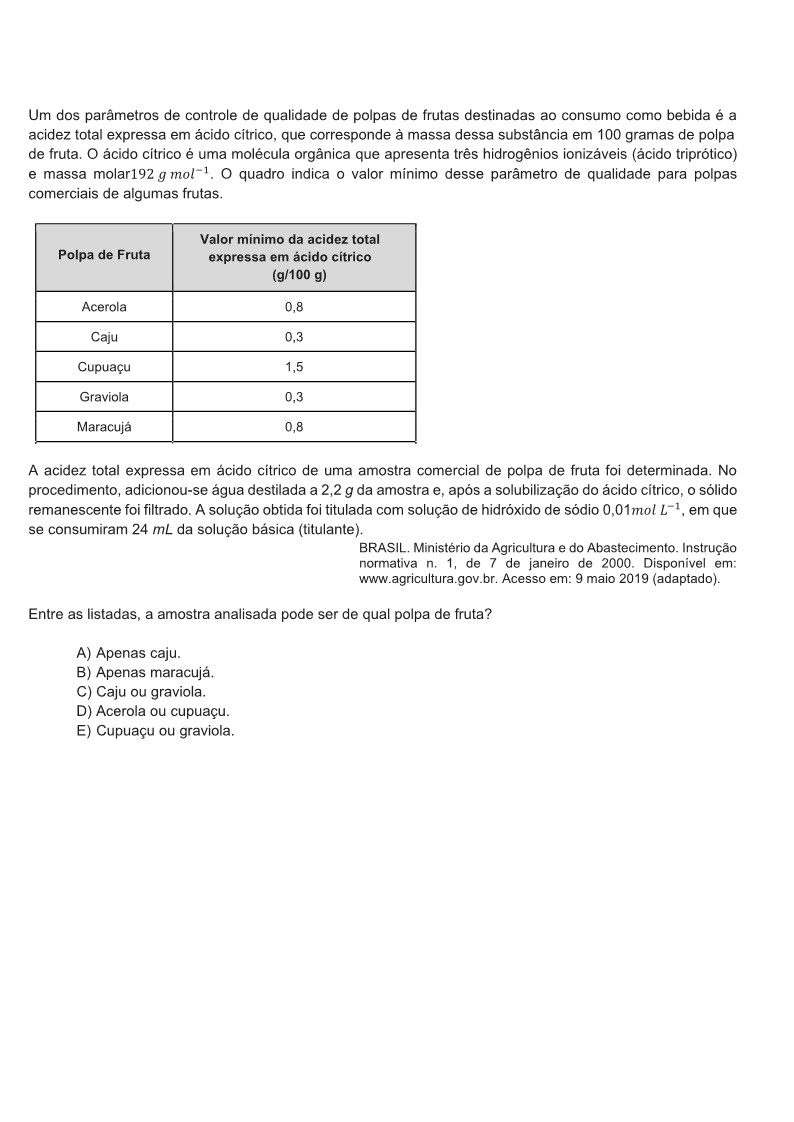 Um dos parâmetros de controle de qualidade de polpas de frutas destinadas ao consumo como bebida é a
acidez total expressa em ácido cítrico, que corresponde à massa dessa substância em 100 gramas de polpa
de fruta. O ácido cítrico é uma molécula orgânica que apresenta três hidrogênios ionizáveis (ácido triprótico)
e massa molar192 g mol⁻¹. O quadro indica o valor mínimo desse parâmetro de qualidade para polpas
comerciais de algumas frutas.
Polpa de Fruta
Valor mínimo da acidez total
expressa em ácido cítrico
(g/100 g)
Acerola 0,8
Caju 0,3
Cupuaçu 1,5
Graviola 0,3
Maracujá 0,8
A acidez total expressa em ácido cítrico de uma amostra comercial de polpa de fruta foi determinada. No
procedimento, adicionou-se água destilada a 2,2 g da amostra e, após a solubilização do ácido cítrico, o sólido
remanescente foi filtrado. A solução obtida foi titulada com solução de hidróxido de sódio 0,01mol L⁻¹, em que
se consumiram 24 mL da solução básica (titulante).
BRASIL. Ministério da Agricultura e do Abastecimento. Instrução
normativa n. 1, de 7 de janeiro de 2000. Disponível em:
www.agricultura.gov.br. Acesso em: 9 maio 2019 (adaptado).
Entre as listadas, a amostra analisada pode ser de qual polpa de fruta?
A) Apenas caju.
B) Apenas maracujá.
C) Caju ou graviola.
D) Acerola ou cupuaçu.
E) Cupuaçu ou graviola.